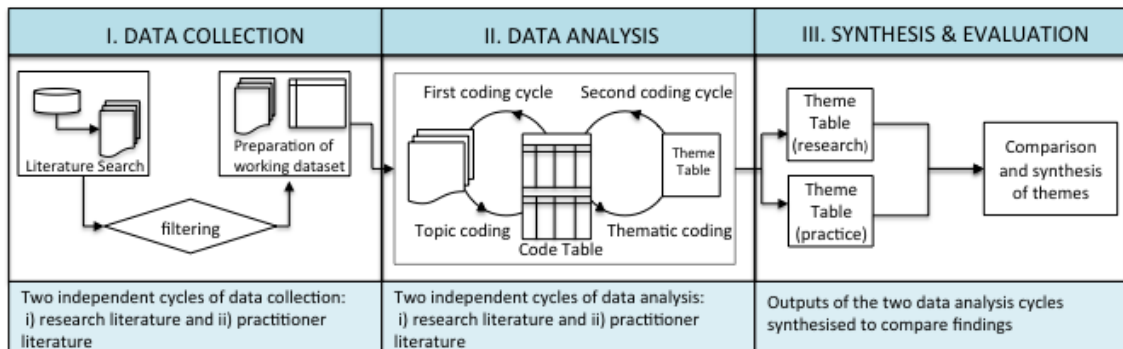 I. DATA COLLECTION
Literature Search
filtering
Preparation of
working dataset
Two independent cycles of data collection:
i) research literature and ii) practitioner
literature
II. DATA ANALYSIS
First coding cycle
Second coding cycle
Theme
Table
Topic coding
Thematic coding
Code Table
Two independent cycles of data analysis:
i) research literature and ii) practitioner
literature
III. SYNTHESIS & EVALUATION
Theme
Table
(research)
Theme
Table
(practice)
Comparison
and synthesis
of themes
Outputs of the two data analysis cycles
synthesised to compare findings